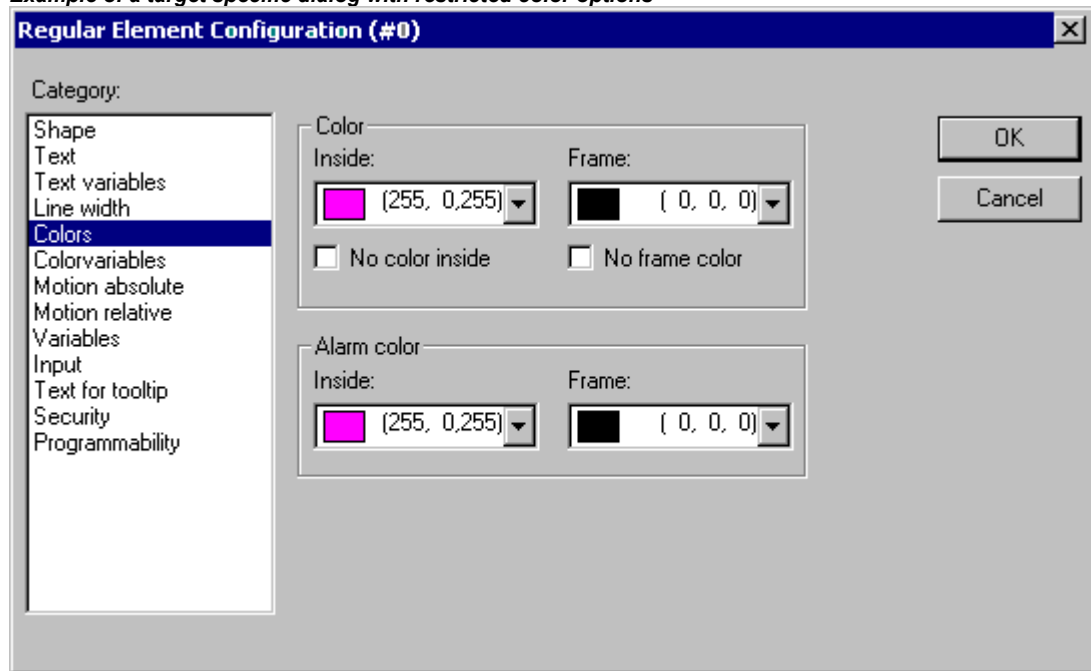 Example of a target specific dialog with restricted color options
Regular Element Configuration (#0)
Category:
Shape
Text
Text variables
Line width
Colors
Colorvariables
Motion absolute
Motion relative
Variables
Input
Text for tooltip
Security
Programmability
Color
Inside:
Frame:
(255, 0,255)
( 0, 0, 0)
No color inside
No frame color
Alarm color
Inside:
Frame:
(255, 0,255)
( 0, 0, 0)
OK
Cancel